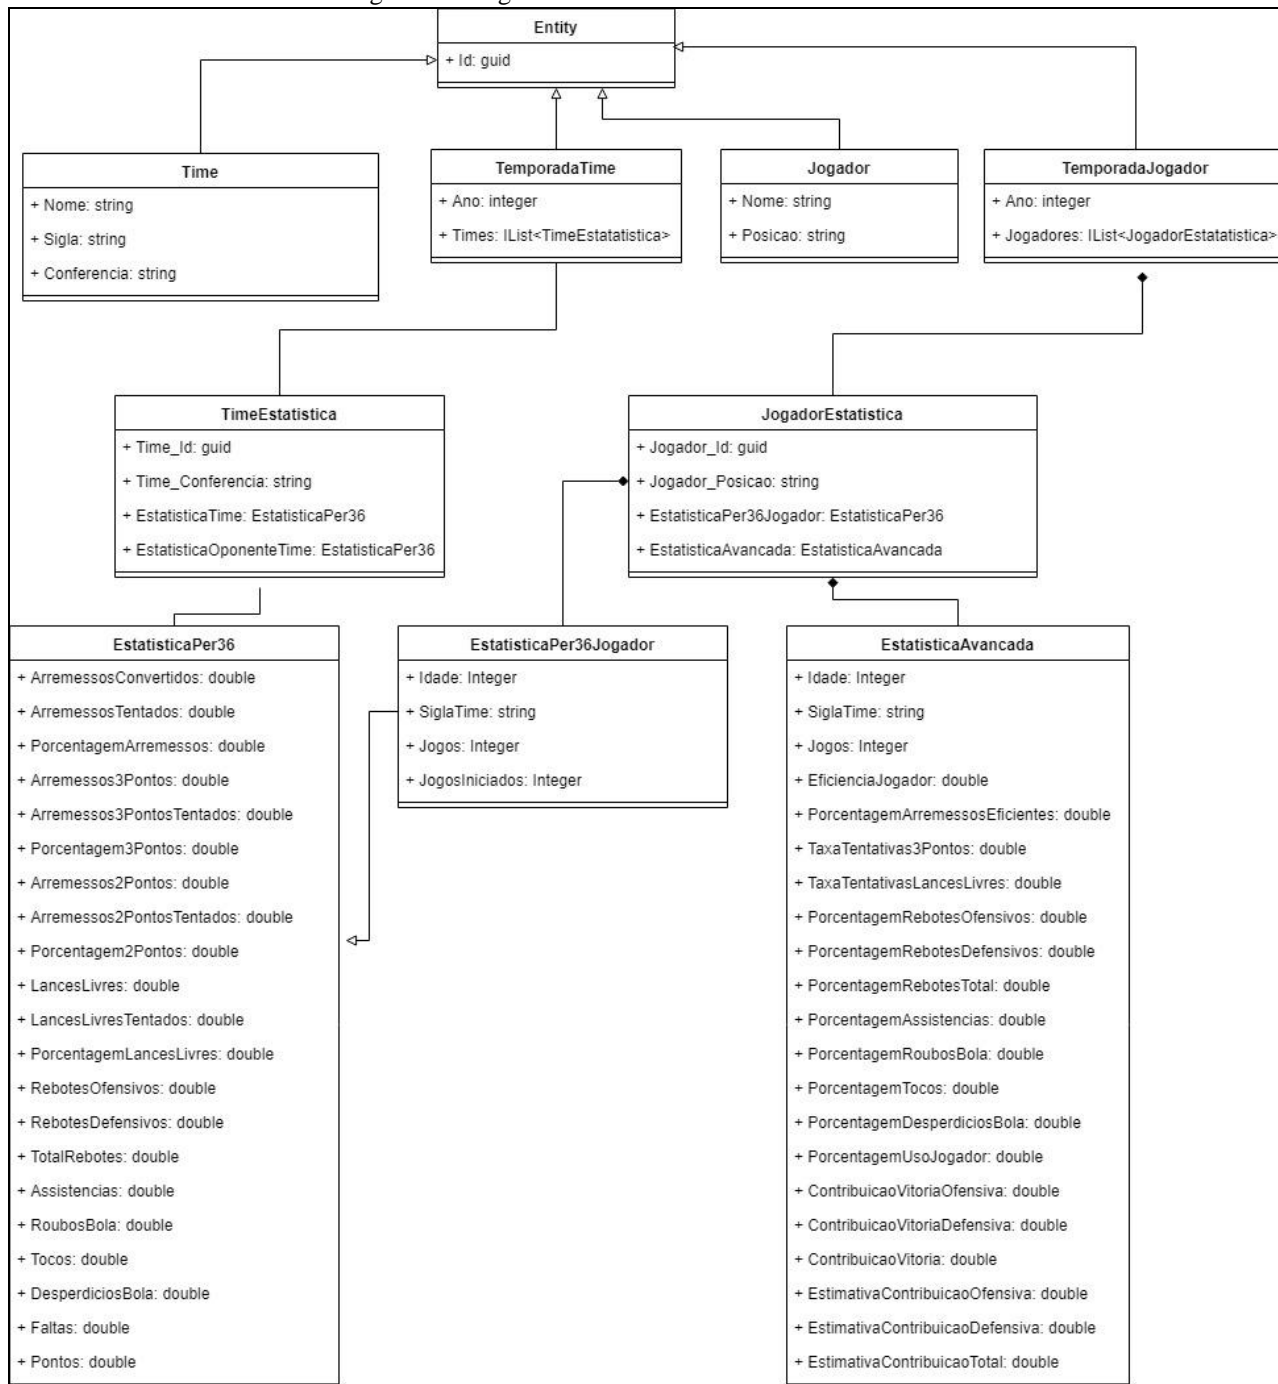 Entity
+ Id: guid
Time
+ Nome: string
+ Sigla: string
+ Conferencia: string
TemporadaTime
+ Ano: integer
+ Times: IList<TimeEstatatistica>
Jogador
+ Nome: string
+ Posicao: string
TemporadaJogador
+ Ano: integer
+ Jogadores: IList<JogadorEstatatistica>
TimeEstatistica
+ Time_Id: guid
+ Time_Conferencia: string
+ EstatisticaTime: EstatisticaPer36
+ EstatisticaOponenteTime: EstatisticaPer36
JogadorEstatistica
+ Jogador_Id: guid
+ Jogador_Posicao: string
+ EstatisticaPer36Jogador: EstatisticaPer36
+ EstatisticaAvancada: EstatisticaAvancada
EstatisticaPer36
+ ArremessosConvertidos: double
+ ArremessosTentados: double
+ PorcentagemArremessos: double
+ Arremessos3Pontos: double
+ Arremessos3PontosTentados: double
+ Porcentagem3Pontos: double
+ Arremessos2Pontos: double
+ Arremessos2PontosTentados: double
+ Porcentagem2Pontos: double
+ LancesLivres: double
+ LancesLivresTentados: double
+ PorcentagemLancesLivres: double
+ RebotesOfensivos: double
+ RebotesDefensivos: double
+ TotalRebotes: double
+ Assistencias: double
+ RoubosBola: double
+ Tocos: double
+ DesperdiciosBola: double
+ Faltas: double
+ Pontos: double
EstatisticaPer36Jogador
+ Idade: Integer
+ SiglaTime: string
+ Jogos: Integer
+ JogosIniciados: Integer
EstatisticaAvancada
+ Idade: Integer
+ SiglaTime: string
+ Jogos: Integer
+ EficienciaJogador: double
+ PorcentagemArremessosEficientes: double
+ TaxaTentativas3Pontos: double
+ TaxaTentativasLancesLivres: double
+ PorcentagemRebotesOfensivos: double
+ PorcentagemRebotesDefensivos: double
+ PorcentagemRebotesTotal: double
+ PorcentagemAssistencias: double
+ PorcentagemRoubosBola: double
+ PorcentagemTocos: double
+ PorcentagemDesperdiciosBola: double
+ PorcentagemUsoJogador: double
+ ContribuicaoVitoriaOfensiva: double
+ ContribuicaoVitoriaDefensiva: double
+ ContribuicaoVitoria: double
+ EstimativaContribuicaoOfensiva: double
+ EstimativaContribuicaoDefensiva: double
+ EstimativaContribuicaoTotal: double